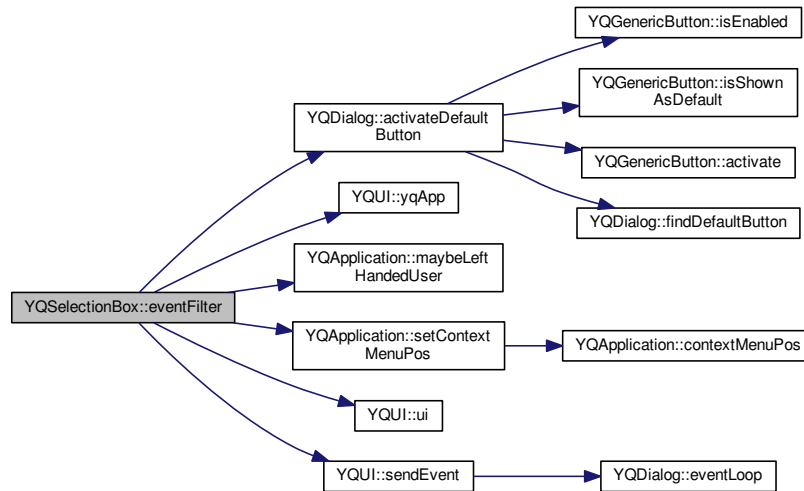 YQGenericButton::isEnabled
YQGenericButton::isShown
AsDefault
YQDialog::activateDefault
Button
YQGenericButton::activate
YQUI::yqApp
YQDialog::findDefaultButton
YQApplication::maybeLeft
HandedUser
YQSelectionBox::eventFilter
YQApplication::setContext
MenuPos
YQApplication::contextMenuPos
YQUI::ui
YQUI::sendEvent
YQDialog::eventLoop